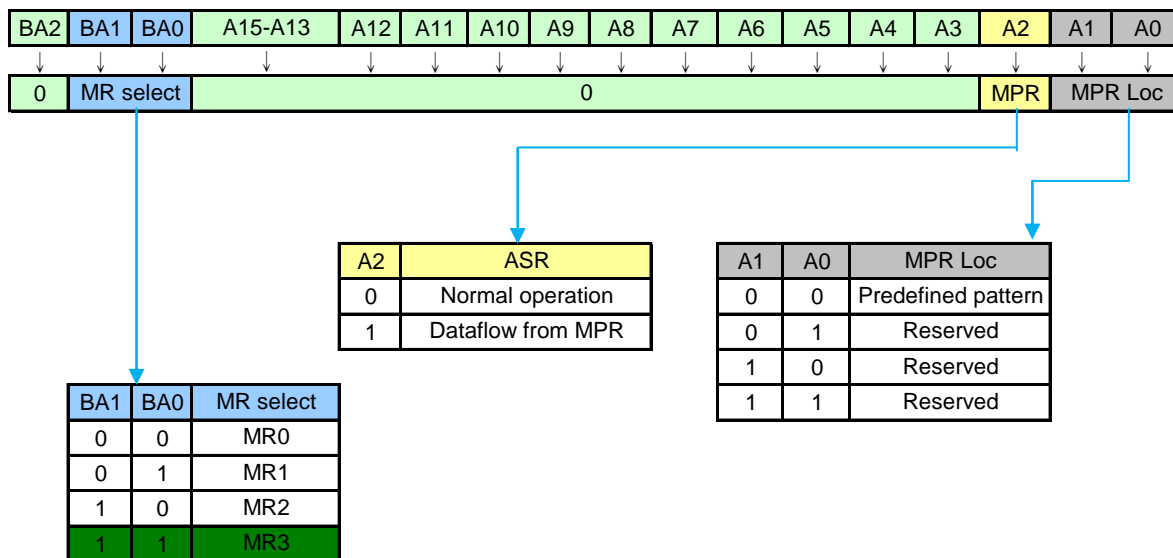 BA2 BA1 BA0 A15-A13 A12 A11 A10 A9 A8 A7 A6 A5 A4 A3 A2 A1 A0
0 MR select 0 MPR MPR Loc
A2 ASR
0 Normal operation
1 Dataflow from MPR
A1 A0 MPR Loc
0 0 Predefined pattern
0 1 Reserved
1 0 Reserved
1 1 Reserved
BA1 BA0 MR select
0 0 MR0
0 1 MR1
1 0 MR2
1 1 MR3